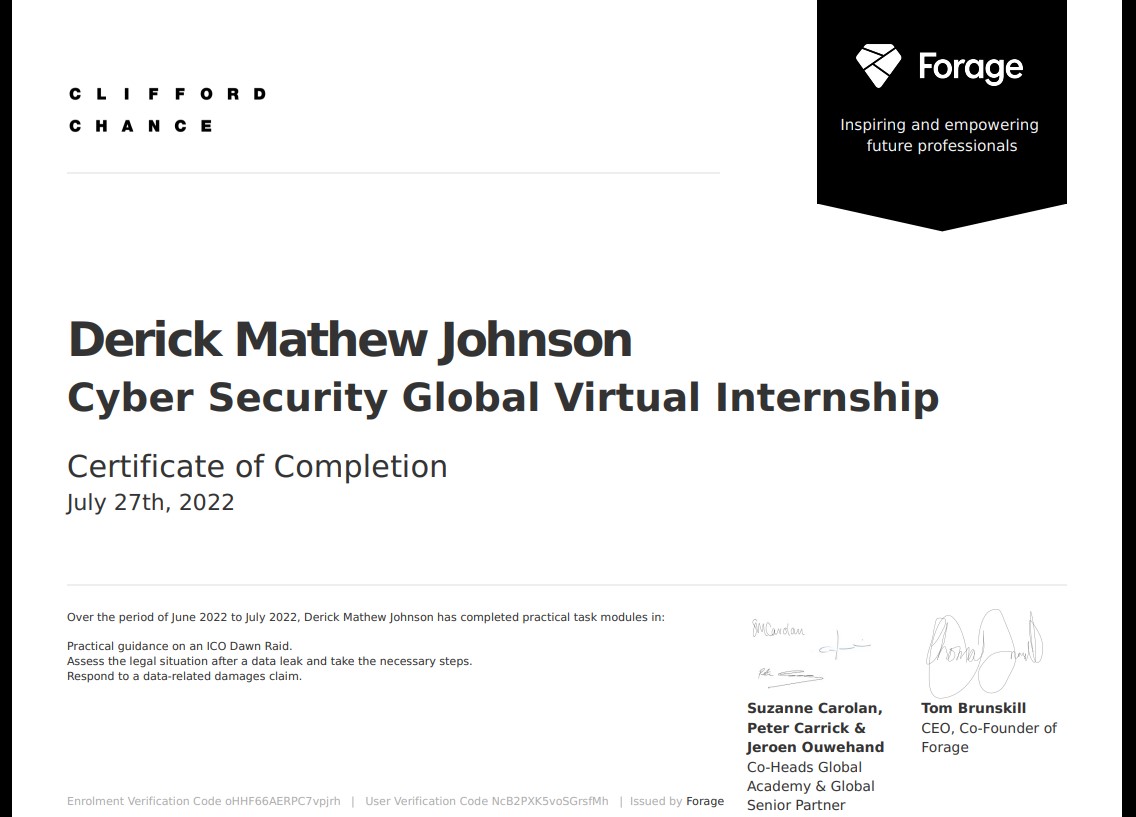 CLIFFORD
CHANCE
Forage
Inspiring and empowering
future professionals
Derick Mathew Johnson
Cyber Security Global Virtual Internship
Certificate of Completion
July 27th, 2022
Over the period of June 2022 to July 2022, Derick Mathew Johnson has completed practical task modules in:
Practical guidance on an ICO Dawn Raid.
Assess the legal situation after a data leak and take the necessary steps.
Respond to a data-related damages claim.
SMCarolan
Suzanne Carolan,
Peter Carrick &
Jeroen Ouwehand
Co-Heads Global
Academy & Global
Senior Partner
Tom Brunskill
CEO, Co-Founder of
Forage
Enrolment Verification Code oHHF66AERPC7vpjrh | User Verification Code NcB2PXK5voSGrsfMh | Issued by Forage